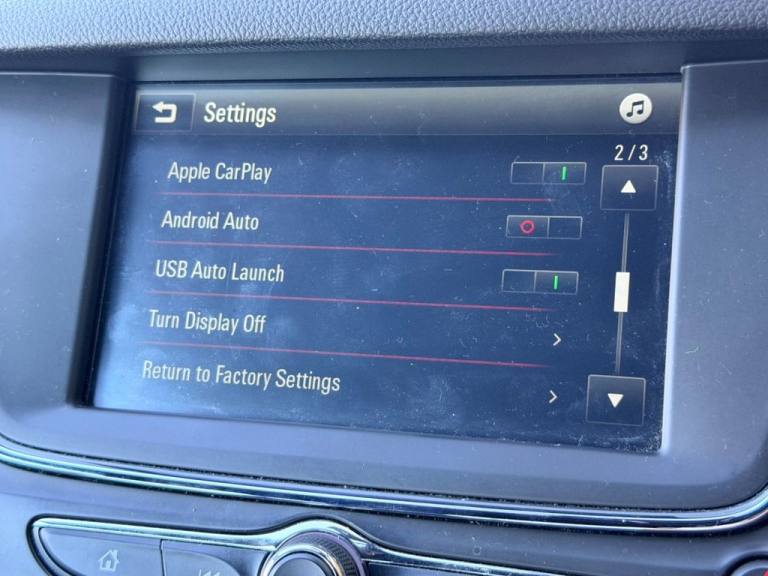 Settings
2/3
Apple CarPlay
Android Auto
USB Auto Launch
Turn Display Off
Return to Factory Settings